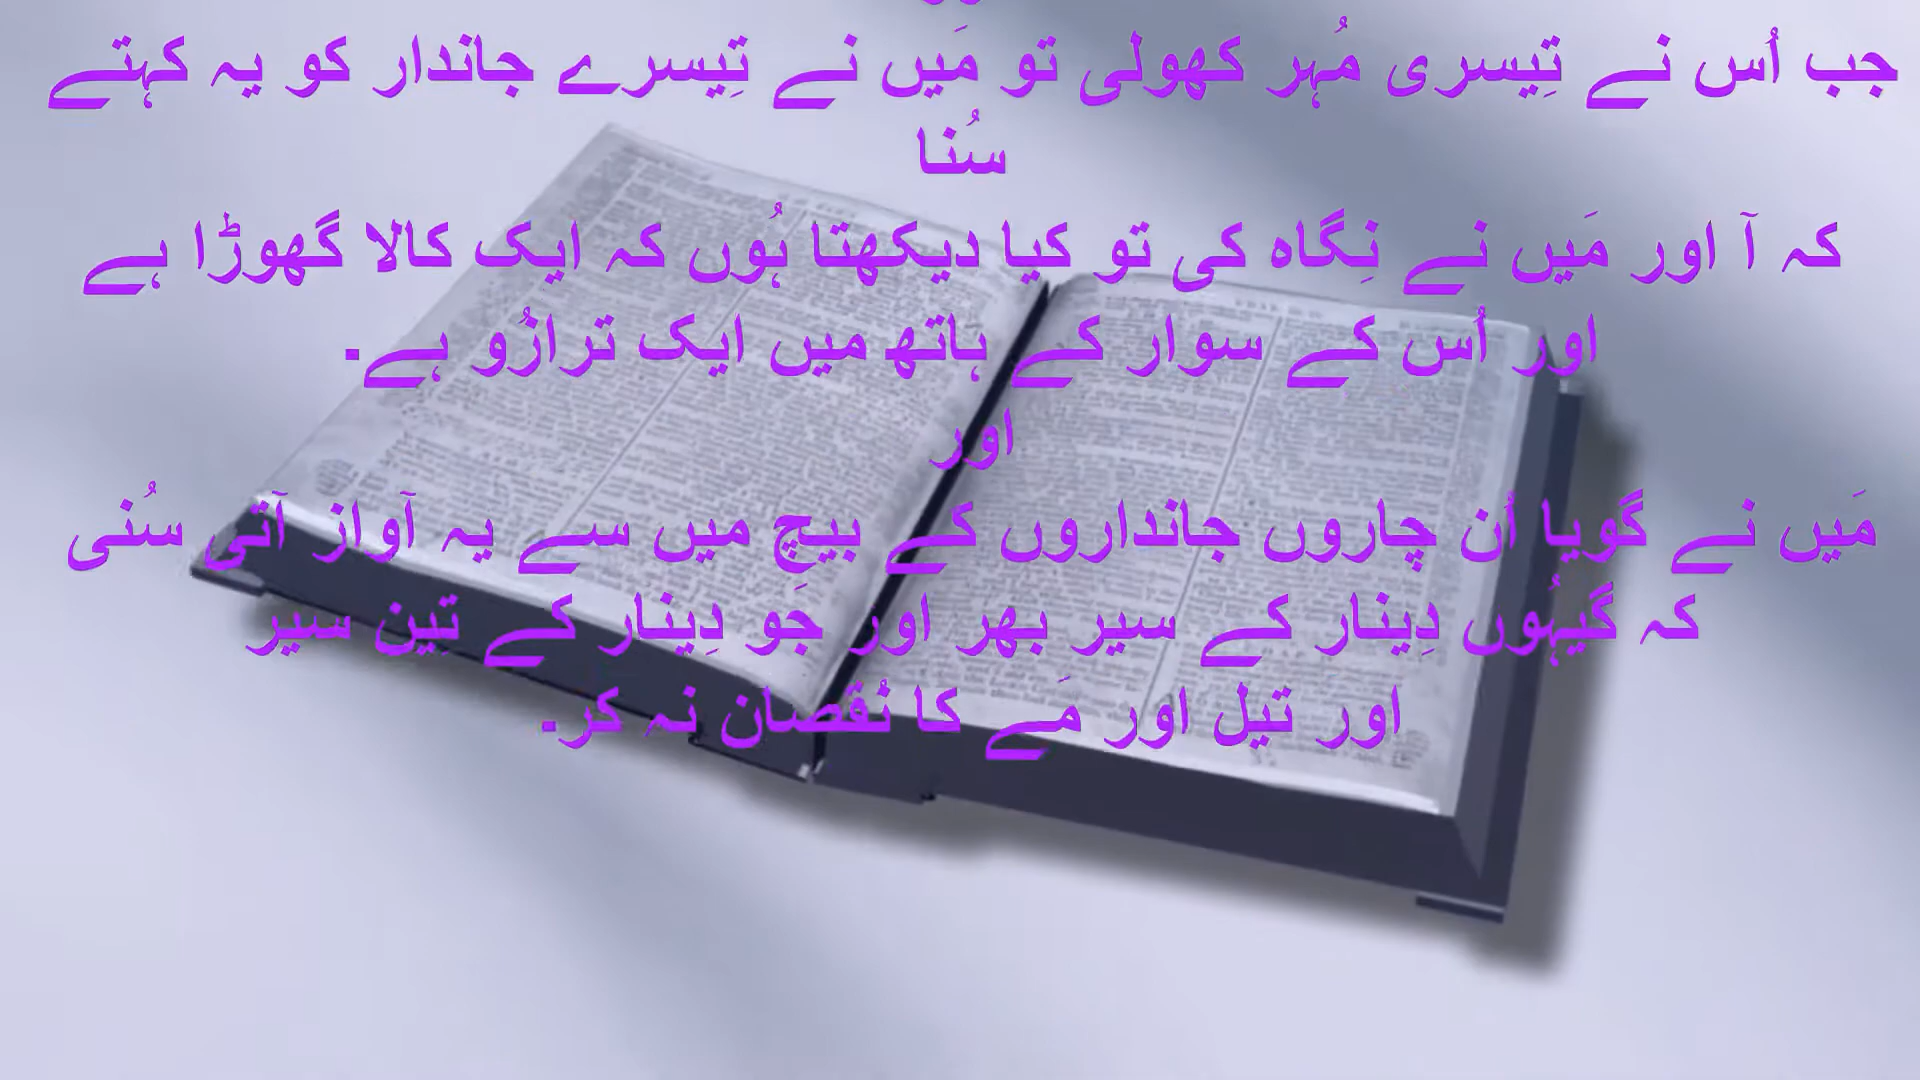 جب اُس نے تِیسری مُہر کھولی تو مَیں نے تِیسرے جاندار کو یہ کہتے
سُنا
کہ آ اور مَیں نے نِگاہ کی تو کیا دیکھتا ہُوں کہ ایک کالا گھوڑا ہے
اور اُس کے سوار کے ہاتھ میں ایک ترازُو ہے۔
اور
مَیں نے گویا اُن چاروں جانداروں کے بیچ میں سے یہ آواز آتی سُنی
کہ گیہُوں دِینار کے سیر بھر اور جَو دِینار کے تِین سیر
اور تیل اور مَے کا نُقصان نہ کر۔